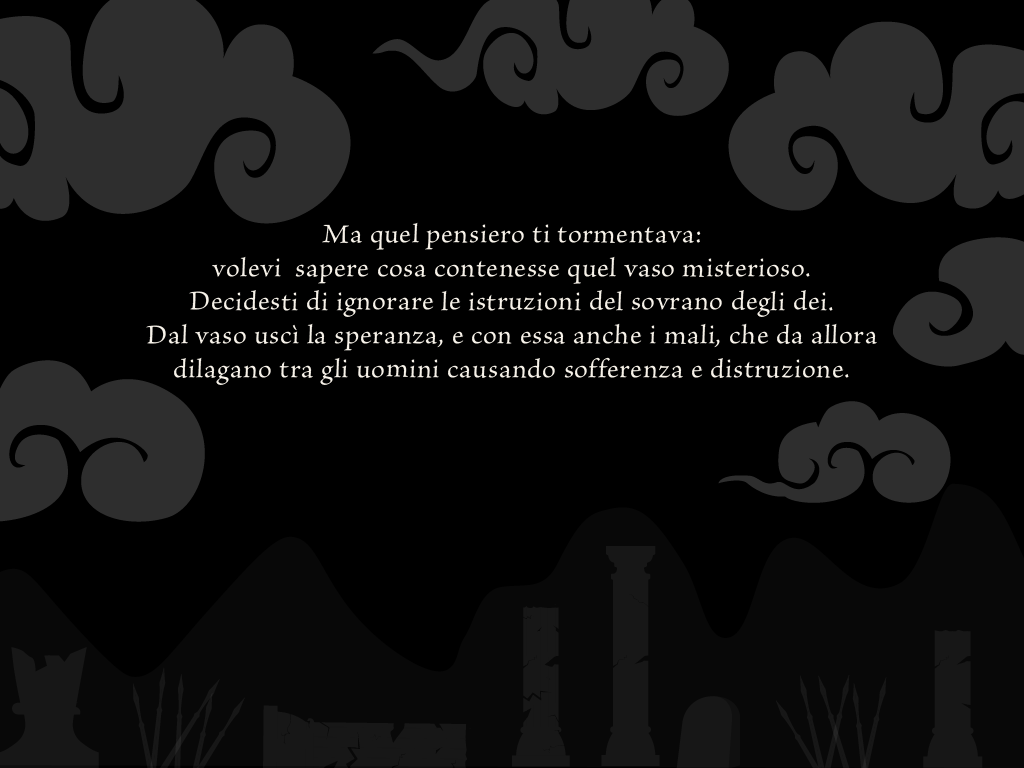 Ma quel pensiero ti tormentava:
volevi  sapere cosa contenesse quel vaso misterioso.
Decidesti di ignorare le istruzioni del sovrano degli dei.
Dal vaso uscì la speranza, e con essa anche i mali, che da allora
dilagano tra gli uomini causando sofferenza e distruzione.